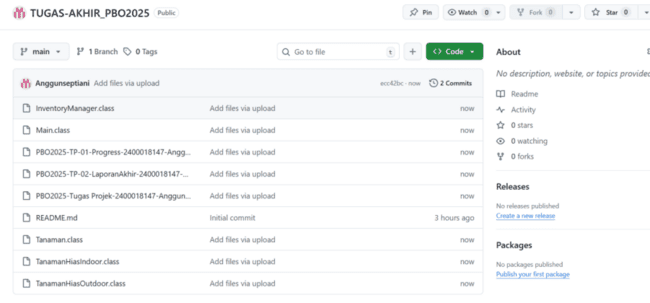 TUGAS-AKHIR_PBO2025 Public
Pin Watch 0 Fork 0 Star 0
main 1 Branch 0 Tags Go to file t + <> Code
Anggunseptiani Add files via upload ecc42bc · now 2 Commits
InventoryManager.class Add files via upload now
Main.class Add files via upload now
PBO2025-TP-01-Progress-2400018147-Angg... Add files via upload now
PBO2025-TP-02-LaporanAkhir-2400018147-... Add files via upload now
PBO2025-Tugas Projek-2400018147-Anggun... Add files via upload now
README.md Initial commit 3 hours ago
Tanaman.class Add files via upload now
TanamanHiasIndoor.class Add files via upload now
TanamanHiasOutdoor.class Add files via upload now
About
No description, website, or topics provided
Readme
Activity
0 stars
0 watching
0 forks
Releases
No releases published
Create a new release
Packages
No packages published
Publish your first package